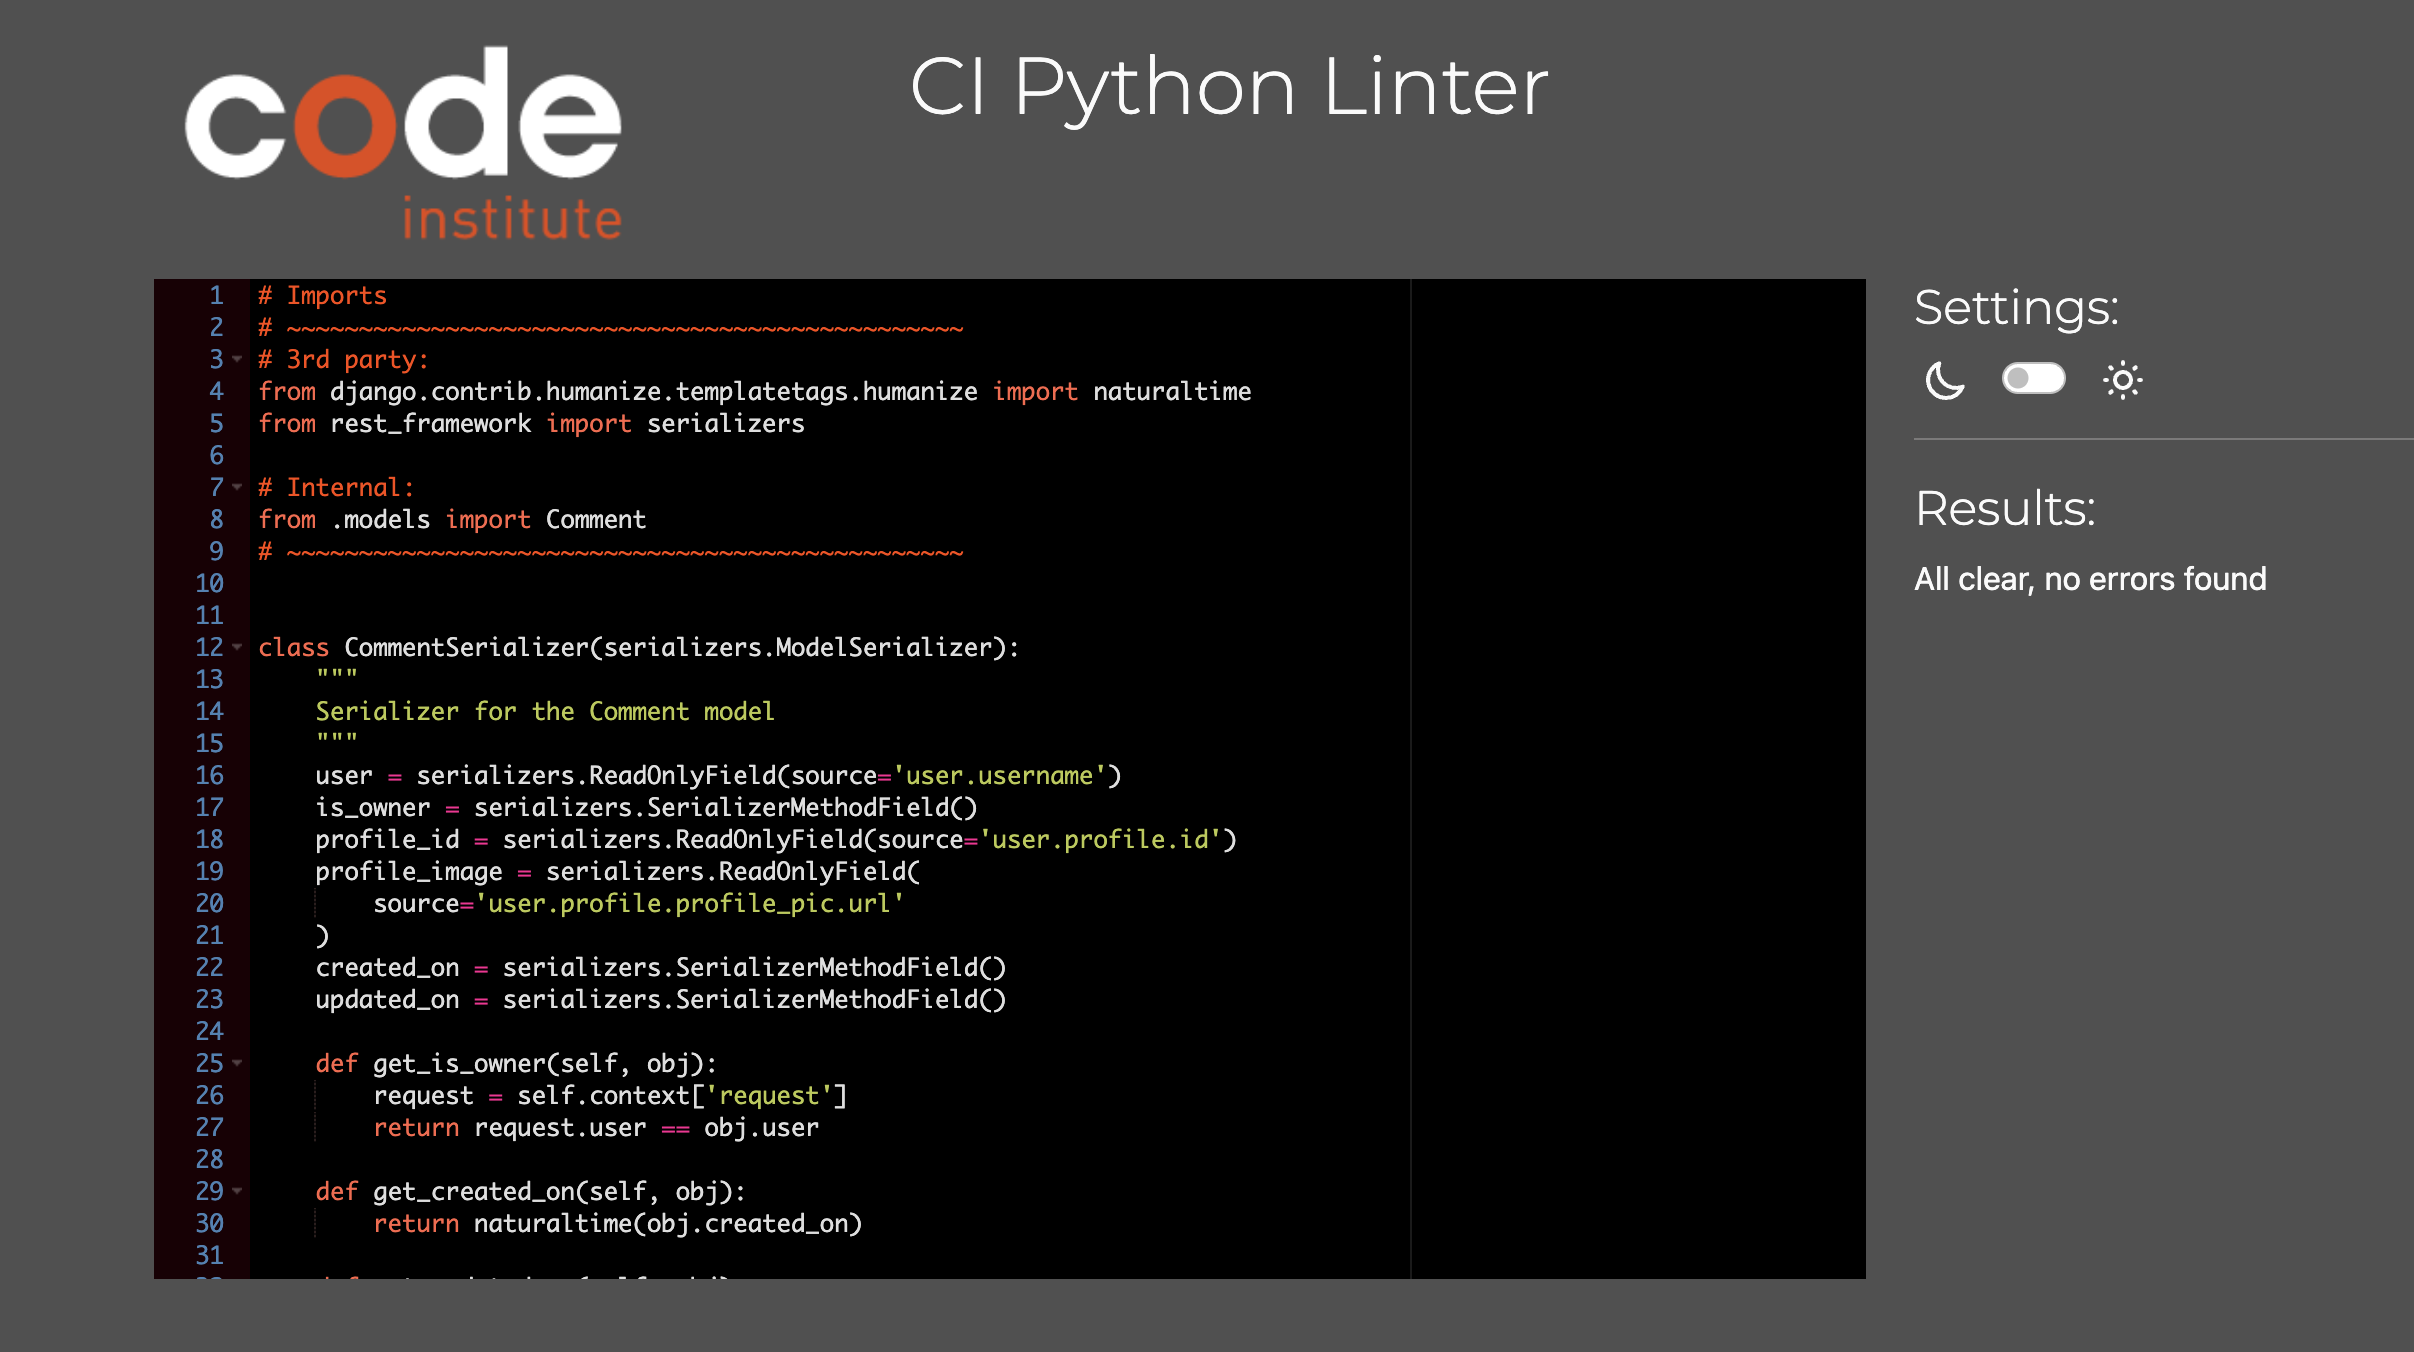 code
institute
CI Python Linter
1 # Imports
2 # ~~~~~~~~~~~~~~~~~~~~~~~~~~~~~~~~~~~~~~~~~~~~~~~
3 # 3rd party:
4 from django.contrib.humanize.templatetags.humanize import naturaltime
5 from rest_framework import serializers
6
7 # Internal:
8 from .models import Comment
9 # ~~~~~~~~~~~~~~~~~~~~~~~~~~~~~~~~~~~~~~~~~~~~~~~
10
11
12 class CommentSerializer(serializers.ModelSerializer):
13     """
14     Serializer for the Comment model
15     """
16     user = serializers.ReadOnlyField(source='user.username')
17     is_owner = serializers.SerializerMethodField()
18     profile_id = serializers.ReadOnlyField(source='user.profile.id')
19     profile_image = serializers.ReadOnlyField(
20         source='user.profile.profile_pic.url'
21     )
22     created_on = serializers.SerializerMethodField()
23     updated_on = serializers.SerializerMethodField()
24
25     def get_is_owner(self, obj):
26         request = self.context['request']
27         return request.user == obj.user
28
29     def get_created_on(self, obj):
30         return naturaltime(obj.created_on)
31
Settings:
Results:
All clear, no errors found